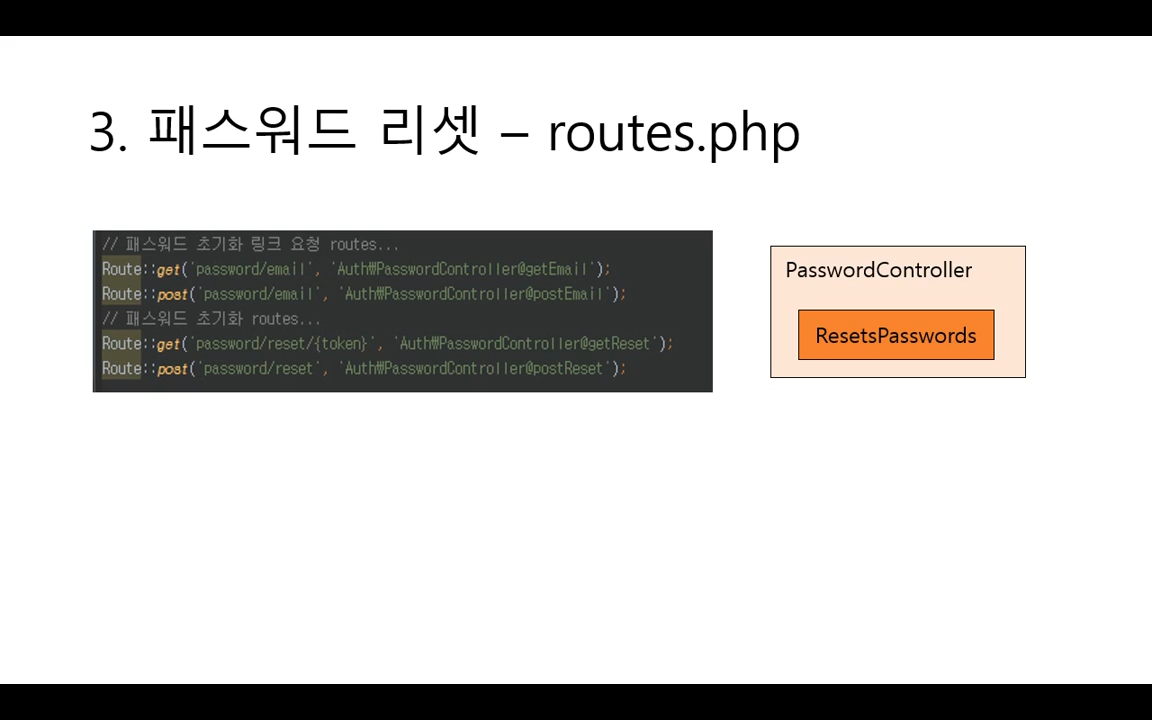 3. 패스워드 리셋 – routes.php
// 패스워드 초기화 링크 요청 routes...
Route::get('password/email', 'Auth₩PasswordController@getEmail');
Route::post('password/email', 'Auth₩PasswordController@postEmail');
// 패스워드 초기화 routes...
Route::get('password/reset/{token}', 'Auth₩PasswordController@getReset');
Route::post('password/reset', 'Auth₩PasswordController@postReset');
PasswordController
ResetsPasswords